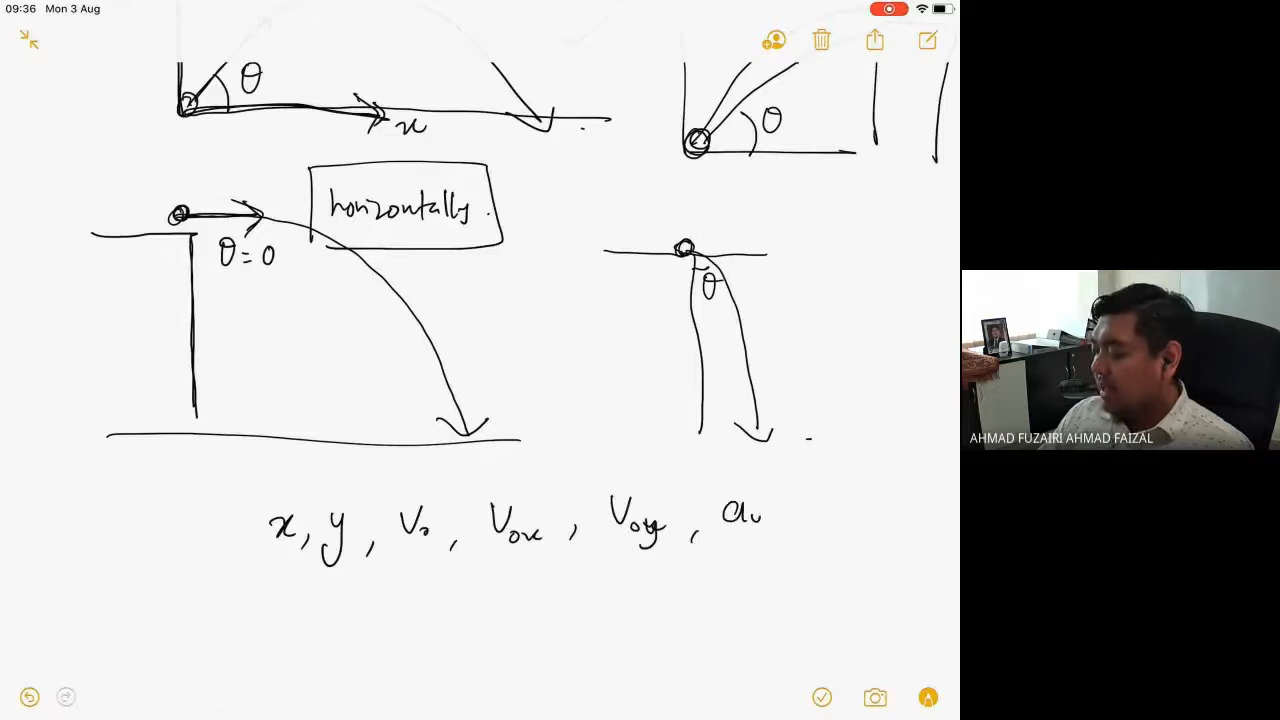 09:36 Mon 3 Aug
θ
x
θ
horizontally.
θ = 0
θ
AHMAD FUZAIRI AHMAD FAIZAL
x, y, V₀, V₀ₓ, V₀y, a